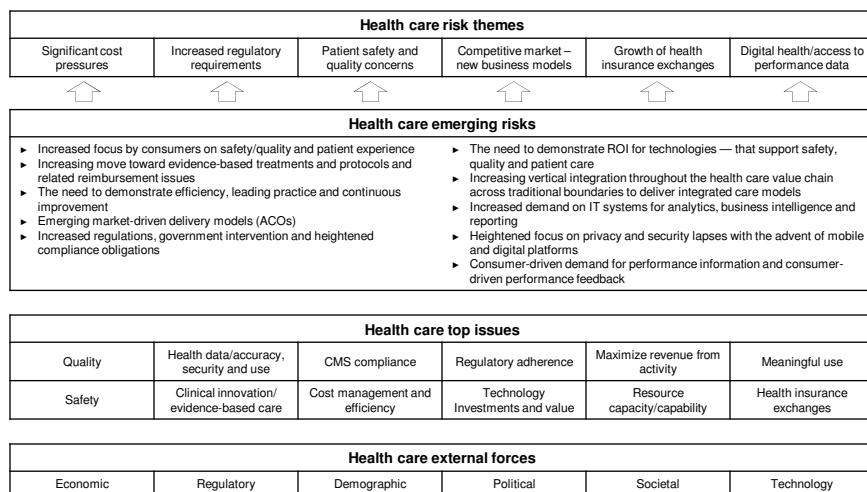 Health care risk themes
Significant cost
pressures
Increased regulatory
requirements
Patient safety and
quality concerns
Competitive market –
new business models
Growth of health
insurance exchanges
Digital health/access to
performance data
Health care emerging risks
► Increased focus by consumers on safety/quality and patient experience
► Increasing move toward evidence-based treatments and protocols and
related reimbursement issues
► The need to demonstrate efficiency, leading practice and continuous
improvement
► Emerging market-driven delivery models (ACOs)
► Increased regulations, government intervention and heightened
compliance obligations
► The need to demonstrate ROI for technologies — that support safety,
quality and patient care
► Increasing vertical integration throughout the health care value chain
across traditional boundaries to deliver integrated care models
► Increased demand on IT systems for analytics, business intelligence and
reporting
► Heightened focus on privacy and security lapses with the advent of mobile
and digital platforms
► Consumer-driven demand for performance information and consumer-
driven performance feedback
Health care top issues
Quality
Health data/accuracy,
security and use
CMS compliance
Regulatory adherence
Maximize revenue from
activity
Meaningful use
Safety
Clinical innovation/
evidence-based care
Cost management and
efficiency
Technology
Investments and value
Resource
capacity/capability
Health insurance
exchanges
Health care external forces
Economic
Regulatory
Demographic
Political
Societal
Technology